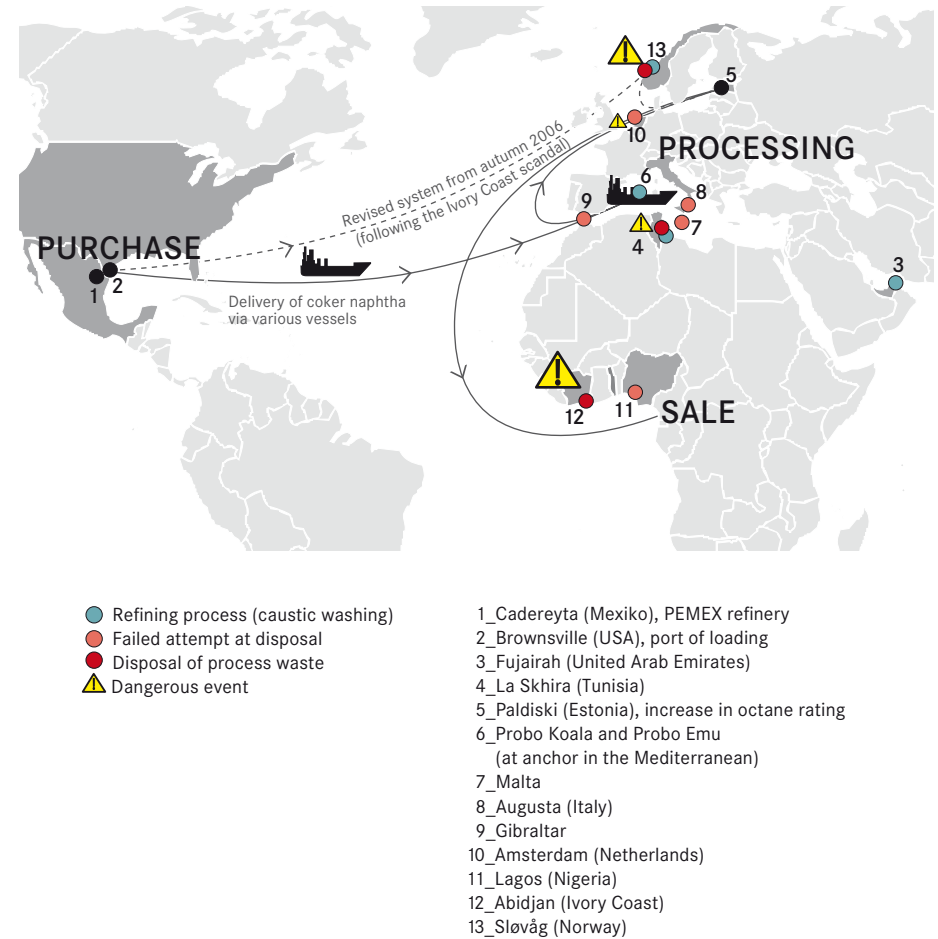 13
5
10
PROCESSING
Revised system from autumn 2006
(following the Ivory Coast scandal)
6
8
9
7
4
PURCHASE
1
2
3
Delivery of coker naphtha
via various vessels
12
11
SALE
Refining process (caustic washing)
Failed attempt at disposal
Disposal of process waste
Dangerous event
1_Cadereyta (Mexiko), PEMEX refinery
2_Brownsville (USA), port of loading
3_Fujairah (United Arab Emirates)
4_La Skhira (Tunisia)
5_Paldiski (Estonia), increase in octane rating
6_Probo Koala and Probo Emu
(at anchor in the Mediterranean)
7_Malta
8_Augusta (Italy)
9_Gibraltar
10_Amsterdam (Netherlands)
11_Lagos (Nigeria)
12_Abidjan (Ivory Coast)
13_Sløvåg (Norway)